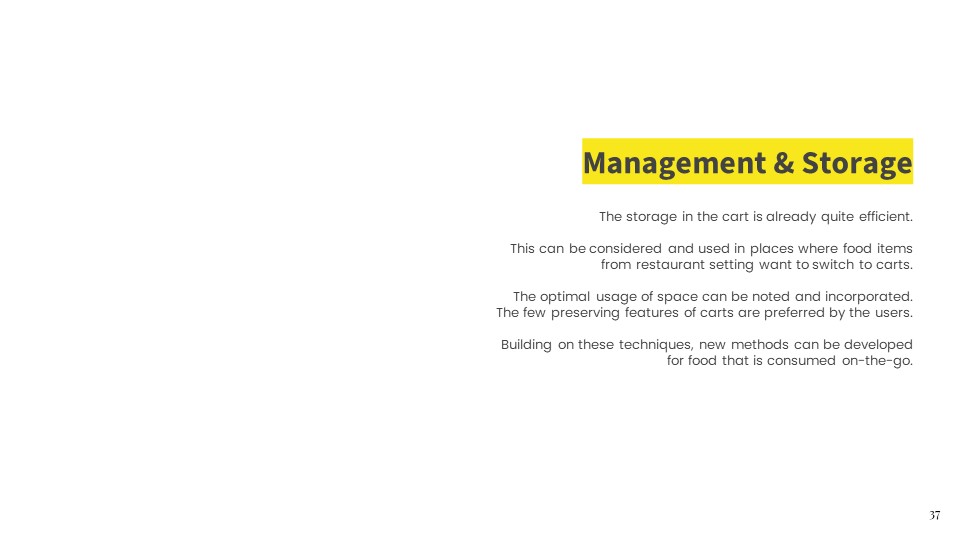 Management & Storage
The storage in the cart is already quite efficient.
This can be considered and used in places where food items
from restaurant setting want to switch to carts.
The optimal usage of space can be noted and incorporated.
The few preserving features of carts are preferred by the users.
Building on these techniques, new methods can be developed
for food that is consumed on-the-go.
37